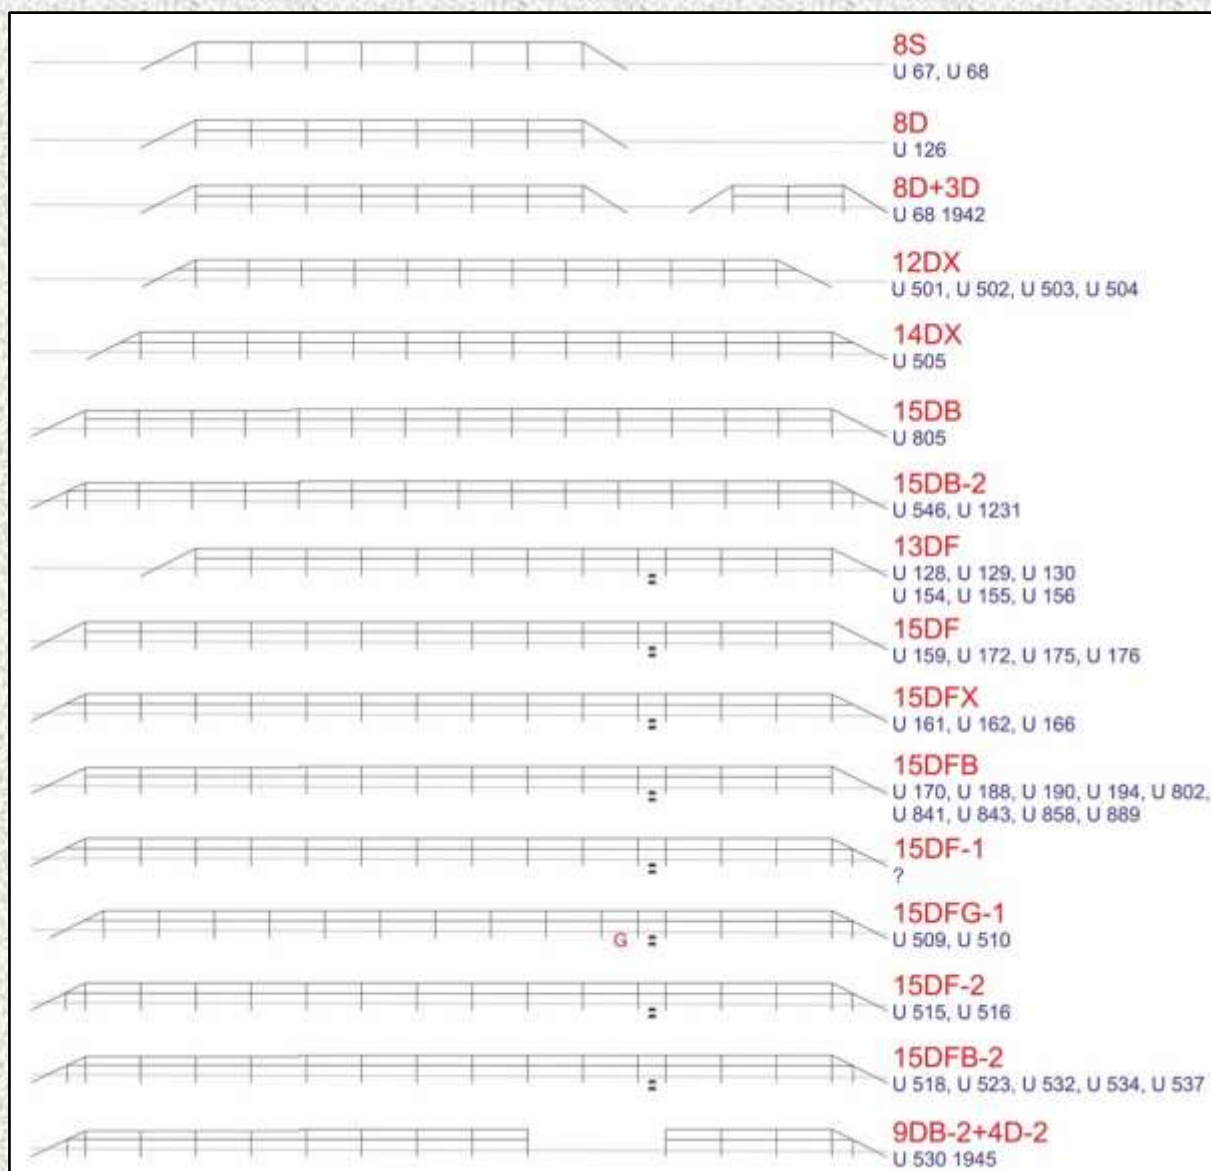 8S
U 67, U 68
8D
U 126
8D+3D
U 68 1942
12DX
U 501, U 502, U 503, U 504
14DX
U 505
15DB
U 805
15DB-2
U 546, U 1231
13DF
U 128, U 129, U 130
U 154, U 155, U 156
15DF
U 159, U 172, U 175, U 176
15DFX
U 161, U 162, U 166
15DFB
U 170, U 188, U 190, U 194, U 802,
U 841, U 843, U 858, U 889
15DF-1
?
15DFG-1
G
U 509, U 510
15DF-2
U 515, U 516
15DFB-2
U 518, U 523, U 532, U 534, U 537
9DB-2+4D-2
U 530 1945